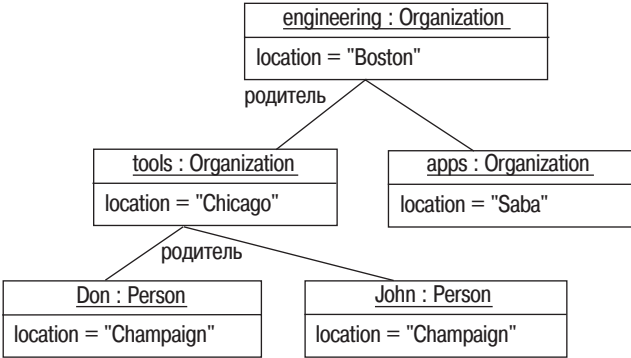 engineering : Organization
location = "Boston"
родитель
tools : Organization
apps : Organization
location = "Chicago"
location = "Saba"
родитель
Don : Person
John : Person
location = "Champaign"
location = "Champaign"